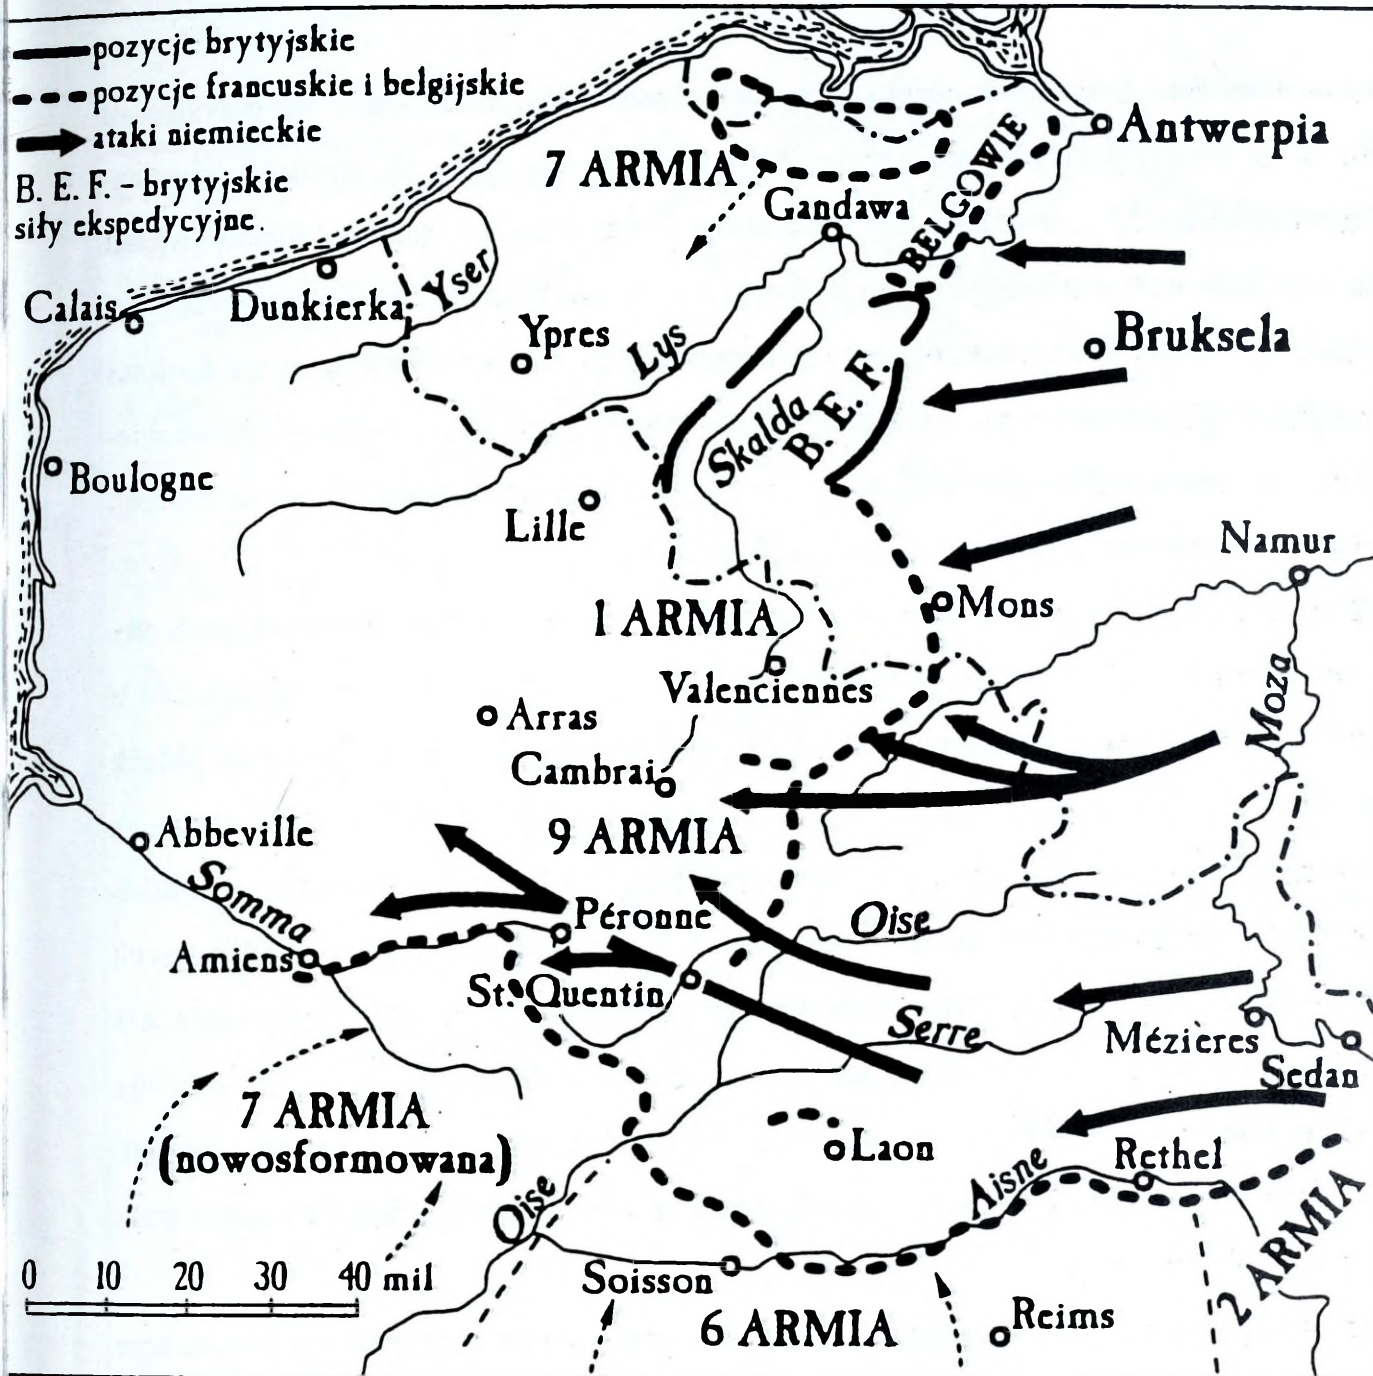 pozycje brytyjskie
pozycje francuskie i belgijskie
ataki niemieckie
B. E. F. - brytyjskie
siły ekspedycyjne.
Antwerpia
7 ARMIA
BELGOWIE
Gandawa
Yser
Calais
Dunkierka
Ypres
Lys
Bruksela
Skalda
B. E. F.
Boulogne
Lille
Namur
Mons
1 ARMIA
Valenciennes
Moza
Arras
Cambrai
9 ARMIA
Abbeville
Somma
Péronne
Oise
Amiens
St. Quentin
Serre
Mézières
Sedan
7 ARMIA
(nowosformowana)
Laon
Aisne
Rethel
Oise
2 ARMIA
0 10 20 30 40 mil
Soisson
6 ARMIA
Reims